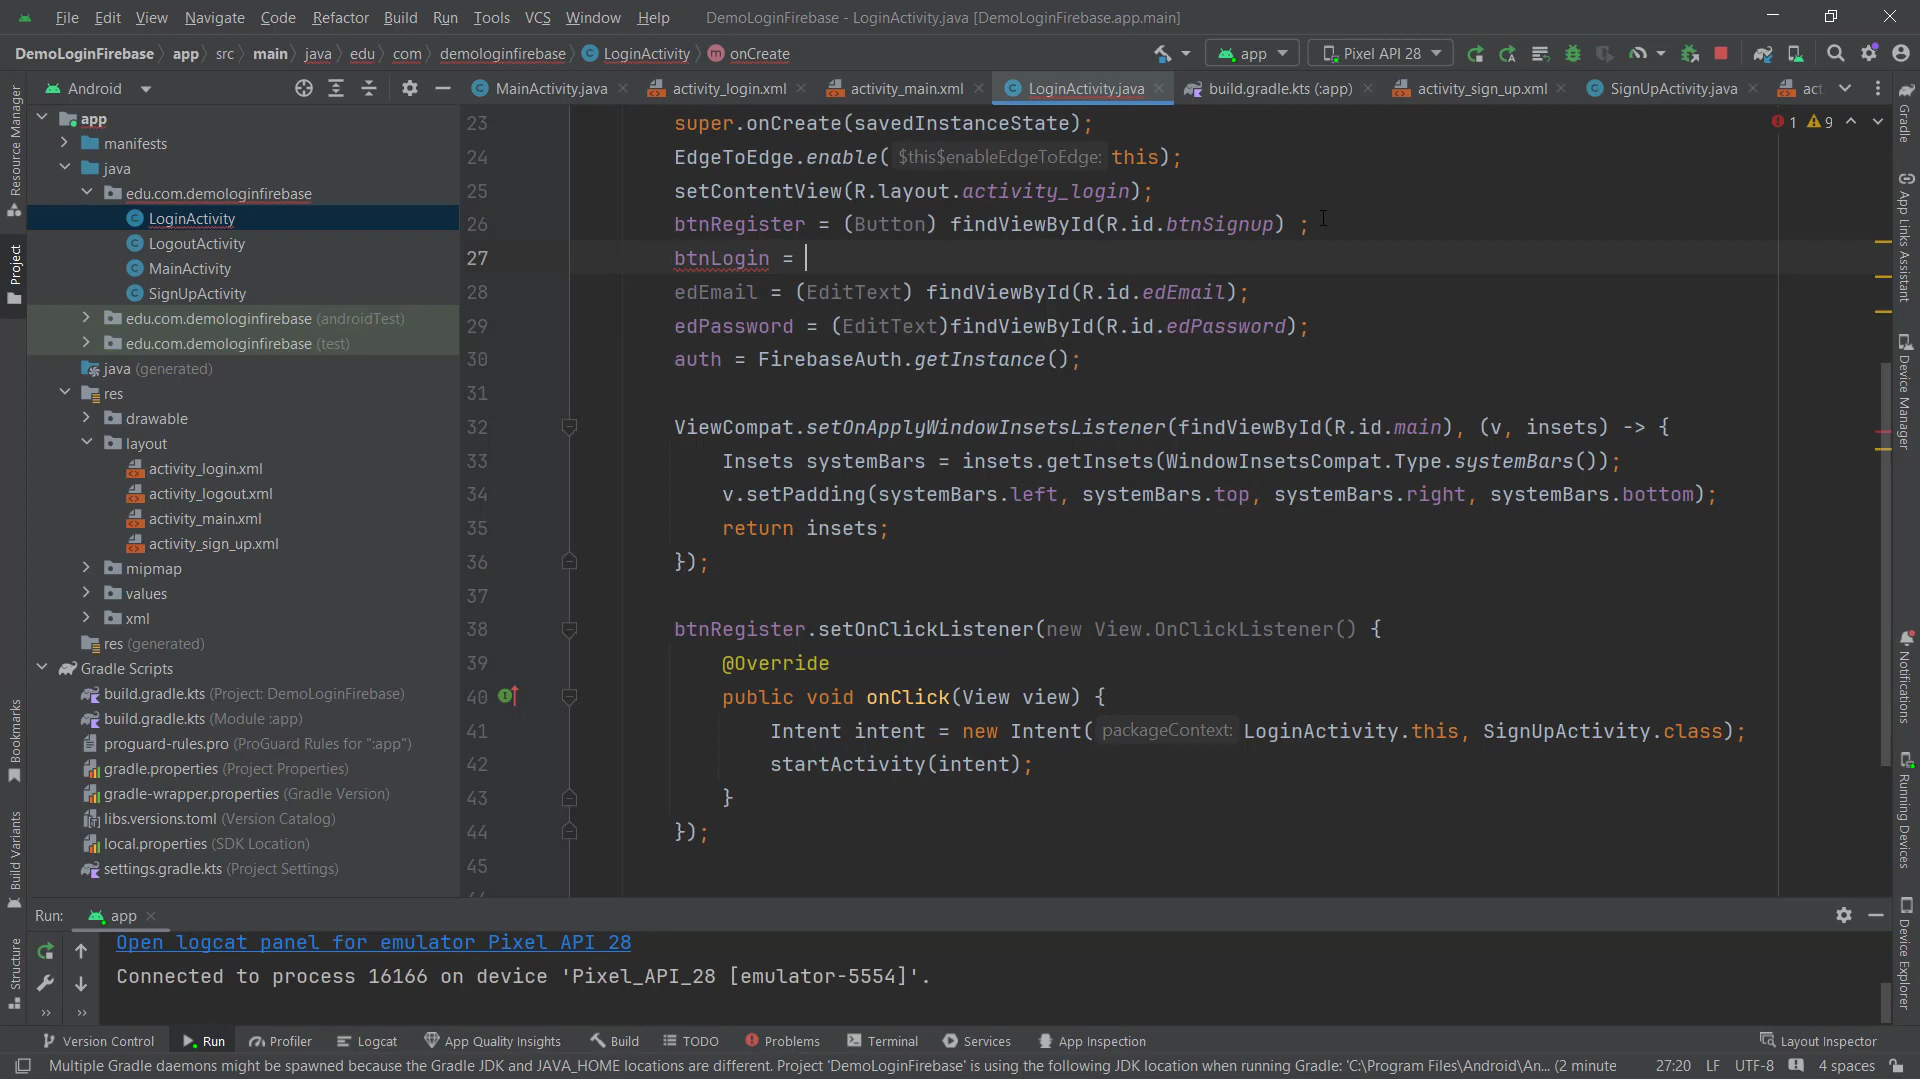 File Edit View Navigate Code Refactor Build Run Tools VCS Window Help DemoLoginFirebase - LoginActivity.java [DemoLoginFirebase.app.main]
DemoLoginFirebase app src main java edu com demologinfirebase LoginActivity onCreate app Pixel API 28
Android
MainActivity.java activity_login.xml activity_main.xml LoginActivity.java build.gradle.kts (:app) activity_sign_up.xml SignUpActivity.java act
app
manifests
java
edu.com.demologinfirebase
LoginActivity
LogoutActivity
MainActivity
SignUpActivity
edu.com.demologinfirebase (androidTest)
edu.com.demologinfirebase (test)
java (generated)
res
drawable
layout
activity_login.xml
activity_logout.xml
activity_main.xml
activity_sign_up.xml
mipmap
values
xml
res (generated)
Gradle Scripts
build.gradle.kts (Project: DemoLoginFirebase)
build.gradle.kts (Module :app)
proguard-rules.pro (ProGuard Rules for ":app")
gradle.properties (Project Properties)
gradle-wrapper.properties (Gradle Version)
libs.versions.toml (Version Catalog)
local.properties (SDK Location)
settings.gradle.kts (Project Settings)
1 9
23 super.onCreate(savedInstanceState);
24 EdgeToEdge.enable( $this$enableEdgeToEdge: this);
25 setContentView(R.layout.activity_login);
26 btnRegister = (Button) findViewById(R.id.btnSignup) ;
27 btnLogin =
28 edEmail = (EditText) findViewById(R.id.edEmail);
29 edPassword = (EditText)findViewById(R.id.edPassword);
30 auth = FirebaseAuth.getInstance();
31
32 ViewCompat.setOnApplyWindowInsetsListener(findViewById(R.id.main), (v, insets) -> {
33 Insets systemBars = insets.getInsets(WindowInsetsCompat.Type.systemBars());
34 v.setPadding(systemBars.left, systemBars.top, systemBars.right, systemBars.bottom);
35 return insets;
36 });
37
38 btnRegister.setOnClickListener(new View.OnClickListener() {
39 @Override
40 public void onClick(View view) {
41 Intent intent = new Intent( packageContext: LoginActivity.this, SignUpActivity.class);
42 startActivity(intent);
43 }
44 });
45
Resource Manager
Project
Bookmarks
Build Variants
Structure
Gradle
App Links Assistant
Device Manager
Notifications
Running Devices
Device Explorer
Run: app
Open logcat panel for emulator Pixel API 28
Connected to process 16166 on device 'Pixel_API_28 [emulator-5554]'.
Version Control Run Profiler Logcat App Quality Insights Build TODO Problems Terminal Services App Inspection Layout Inspector
Multiple Gradle daemons might be spawned because the Gradle JDK and JAVA_HOME locations are different. Project 'DemoLoginFirebase' is using the following JDK location when running Gradle: 'C:\Program Files\Android\An... (2 minute 27:20 LF UTF-8 4 spaces